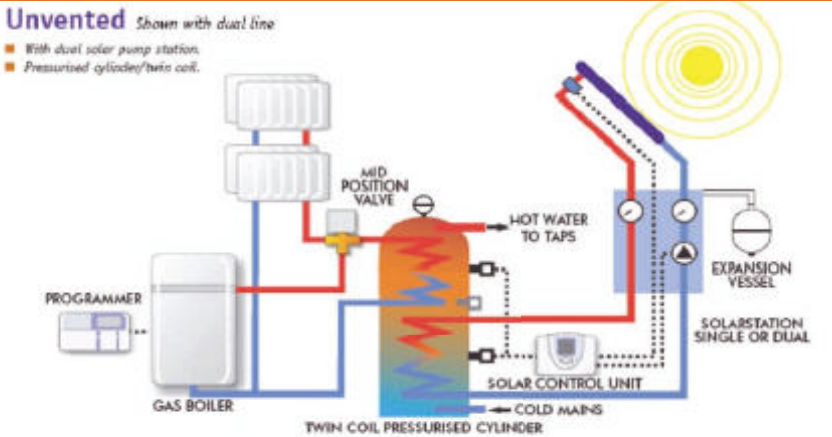 Unvented Shown with dual line
With dual solar pump station.
Pressurised cylinder/twin coil.
MID
POSITION
VALVE
HOT WATER
TO TAPS
EXPANSION
VESSEL
PROGRAMMER
SOLARSTATION
SINGLE OR DUAL
SOLAR CONTROL UNIT
GAS BOILER
COLD MAINS
TWIN COIL PRESSURISED CYLINDER